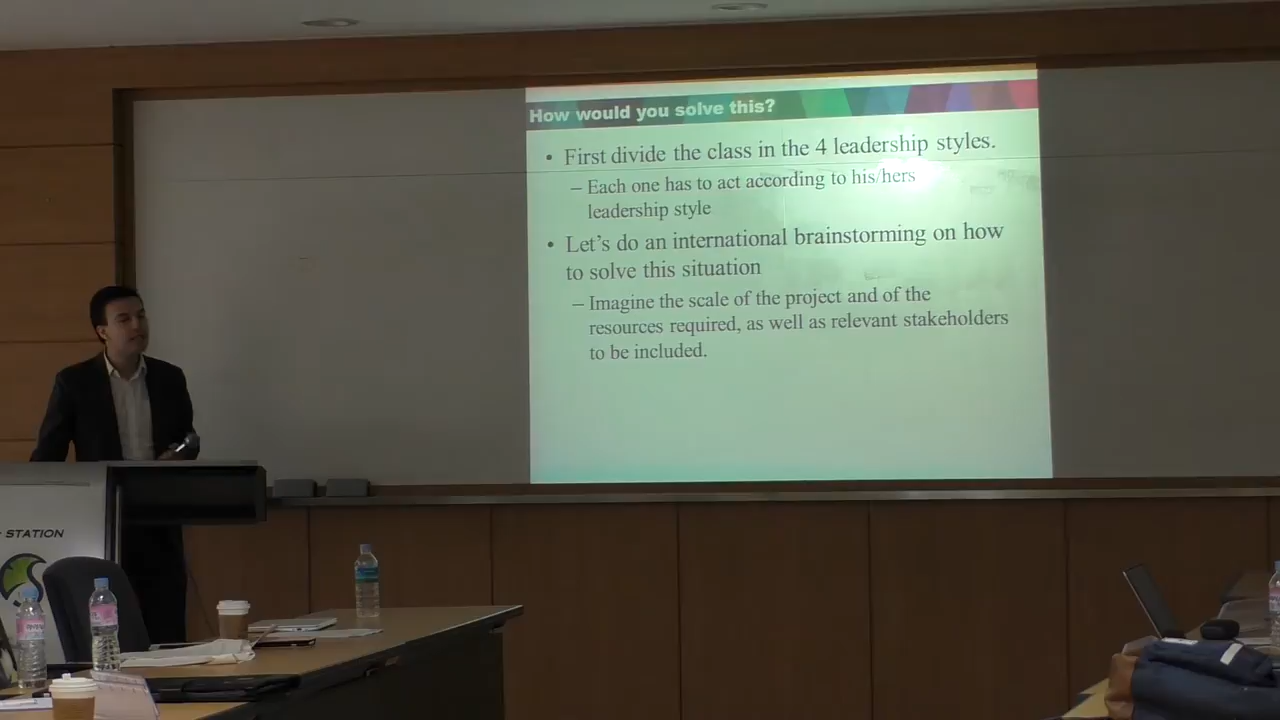 How would you solve this?
• First divide the class in the 4 leadership styles.
– Each one has to act according to his/hers
leadership style
• Let's do an international brainstorming on how
to solve this situation
– Imagine the scale of the project and of the
resources required, as well as relevant stakeholders
to be included.
STATION